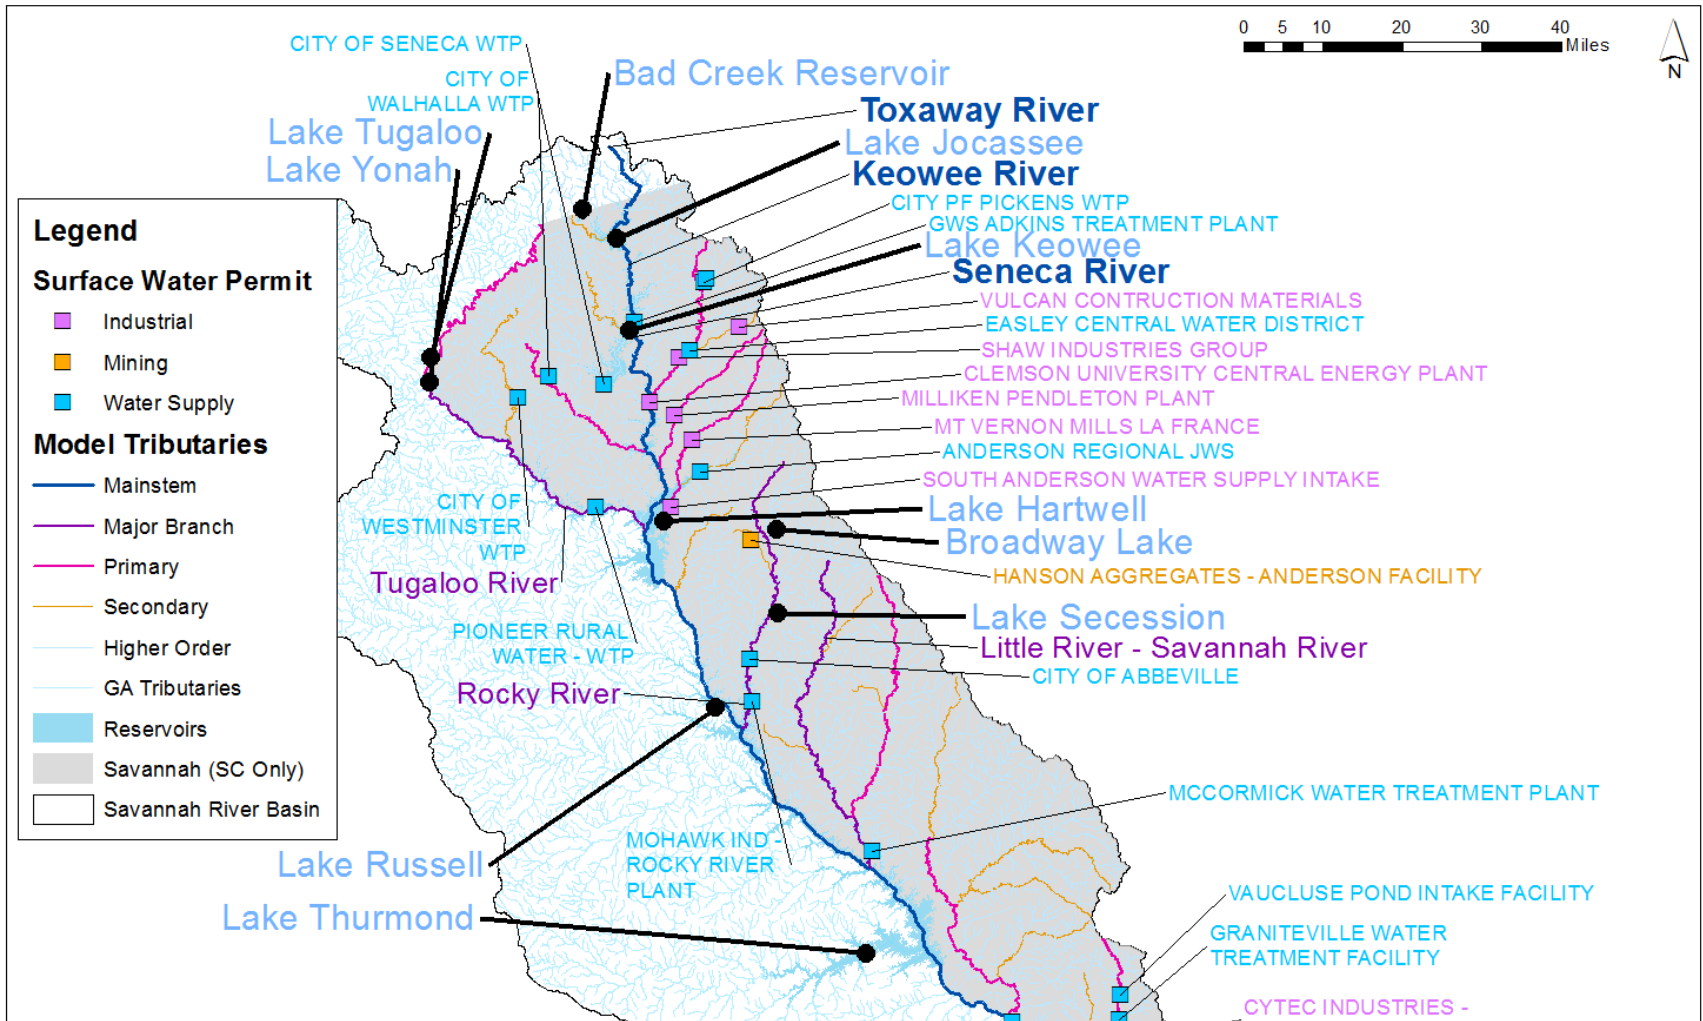 0 5 10 20 30 40
Miles
N
CITY OF SENECA WTP
CITY OF
WALHALLA WTP
Bad Creek Reservoir
Toxaway River
Lake Tugaloo
Lake Jocassee
Lake Yonah
Keowee River
CITY PF PICKENS WTP
GWS ADKINS TREATMENT PLANT
Lake Keowee
Seneca River
VULCAN CONTRUCTION MATERIALS
EASLEY CENTRAL WATER DISTRICT
SHAW INDUSTRIES GROUP
CLEMSON UNIVERSITY CENTRAL ENERGY PLANT
MILLIKEN PENDLETON PLANT
MT VERNON MILLS LA FRANCE
ANDERSON REGIONAL JWS
SOUTH ANDERSON WATER SUPPLY INTAKE
Lake Hartwell
Broadway Lake
HANSON AGGREGATES - ANDERSON FACILITY
Lake Secession
Little River - Savannah River
CITY OF ABBEVILLE
Legend
Surface Water Permit
Industrial
Mining
Water Supply
Model Tributaries
Mainstem
Major Branch
Primary
Secondary
Higher Order
GA Tributaries
Reservoirs
Savannah (SC Only)
Savannah River Basin
CITY OF
WESTMINSTER
WTP
Tugaloo River
PIONEER RURAL
WATER - WTP
Rocky River
MCCORMICK WATER TREATMENT PLANT
MOHAWK IND -
ROCKY RIVER
PLANT
Lake Russell
Lake Thurmond
VAUCLUSE POND INTAKE FACILITY
GRANITEVILLE WATER
TREATMENT FACILITY
CYTEC INDUSTRIES -